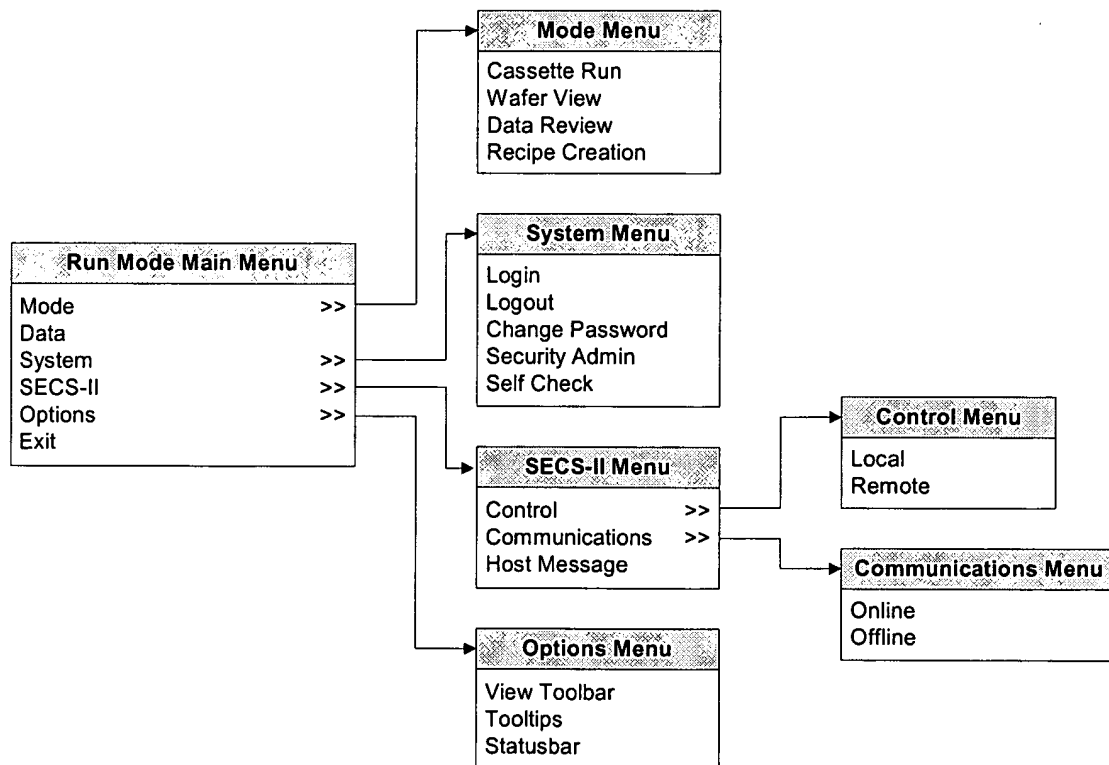 Mode Menu
Cassette Run
Wafer View
Data Review
Recipe Creation
System Menu
Login
Logout
Change Password
Security Admin
Self Check
Run Mode Main Menu
Mode >>
Data
System >>
SECS-II >>
Options >>
Exit
SECS-II Menu
Control >>
Communications >>
Host Message
Control Menu
Local
Remote
Communications Menu
Online
Offline
Options Menu
View Toolbar
Tooltips
Statusbar